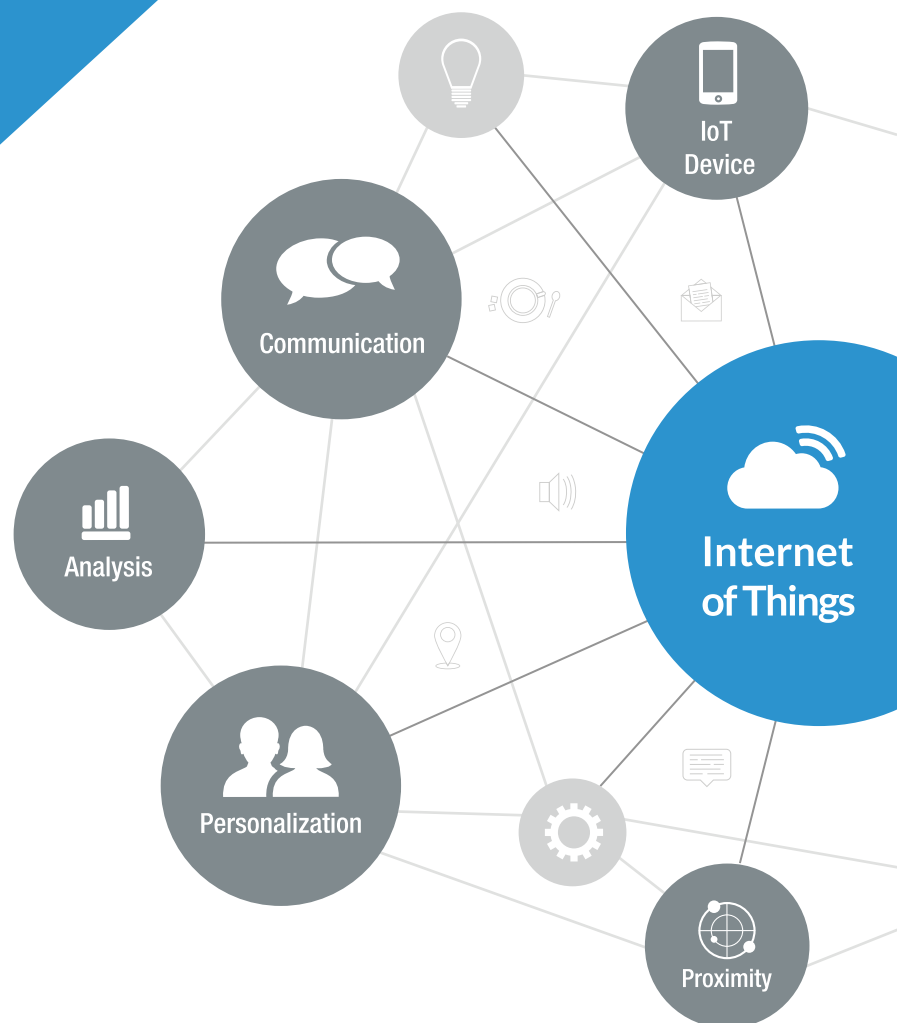 IoT
Device
Communication
Internet
of Things
Analysis
Personalization
Proximity